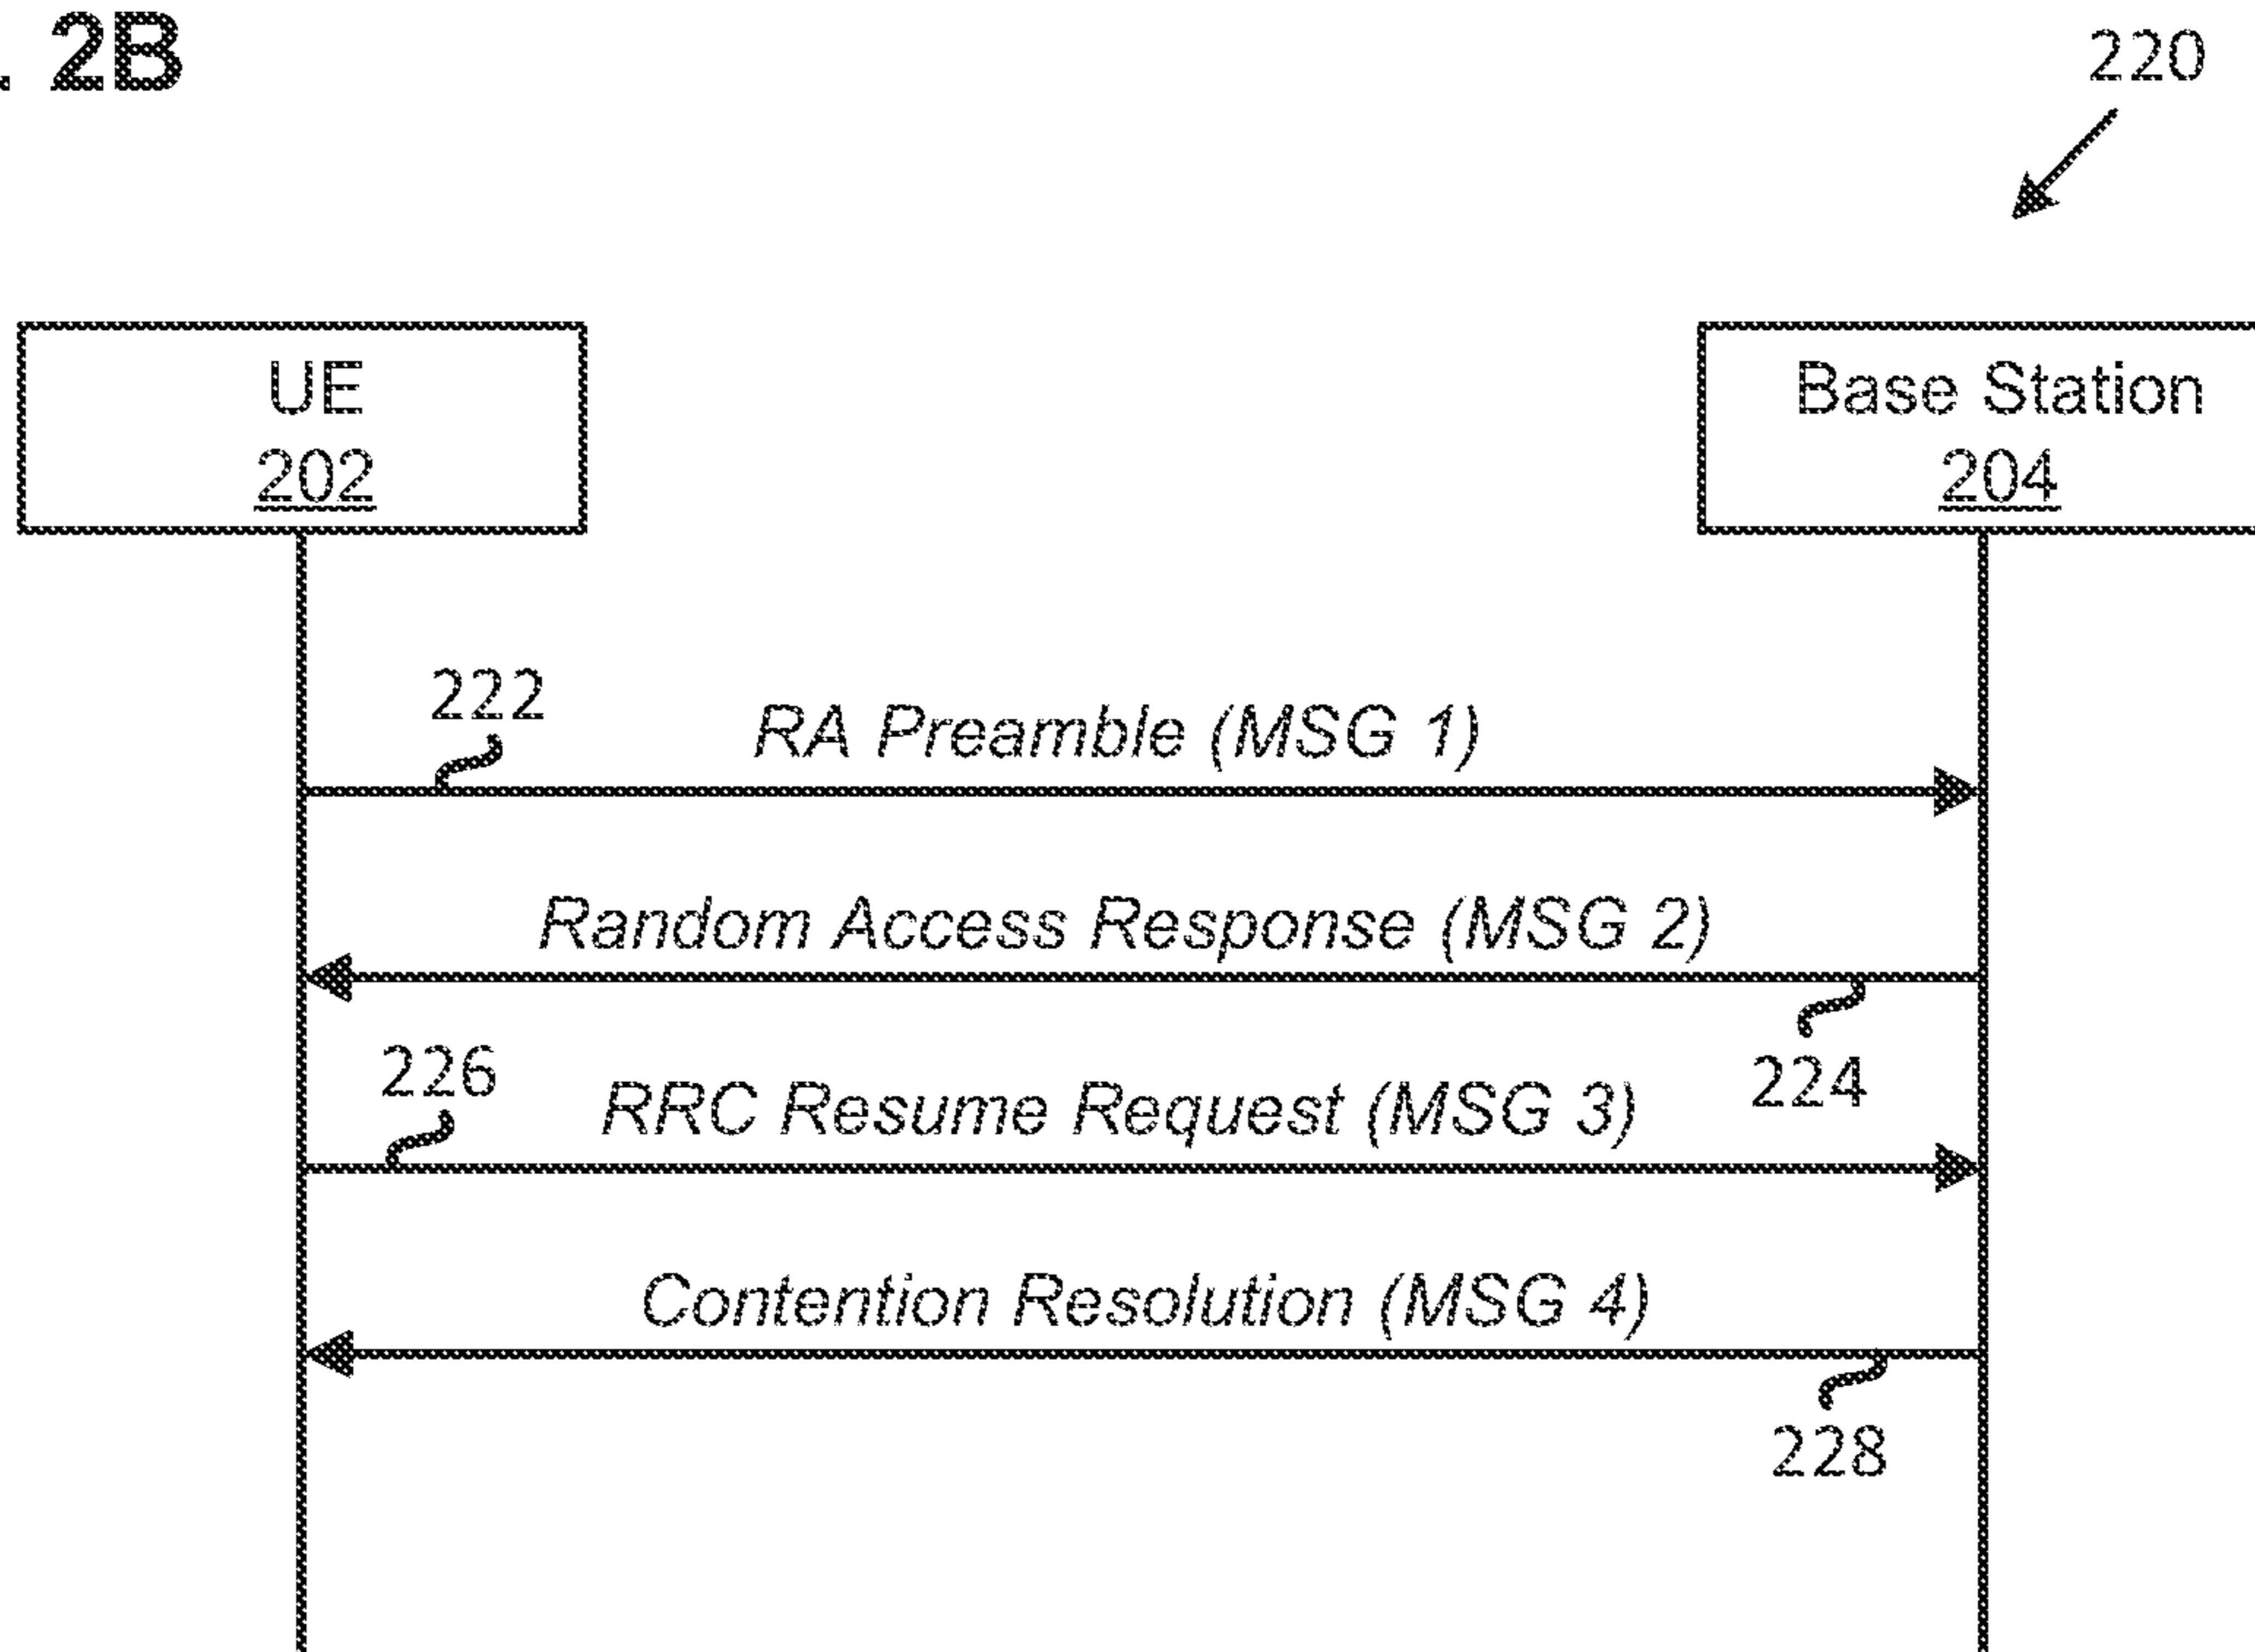 . 2B
220
UE
202
Base Station
204
222
RA Preamble (MSG 1)
Random Access Response (MSG 2)
224
226
RRC Resume Request (MSG 3)
Contention Resolution (MSG 4)
228